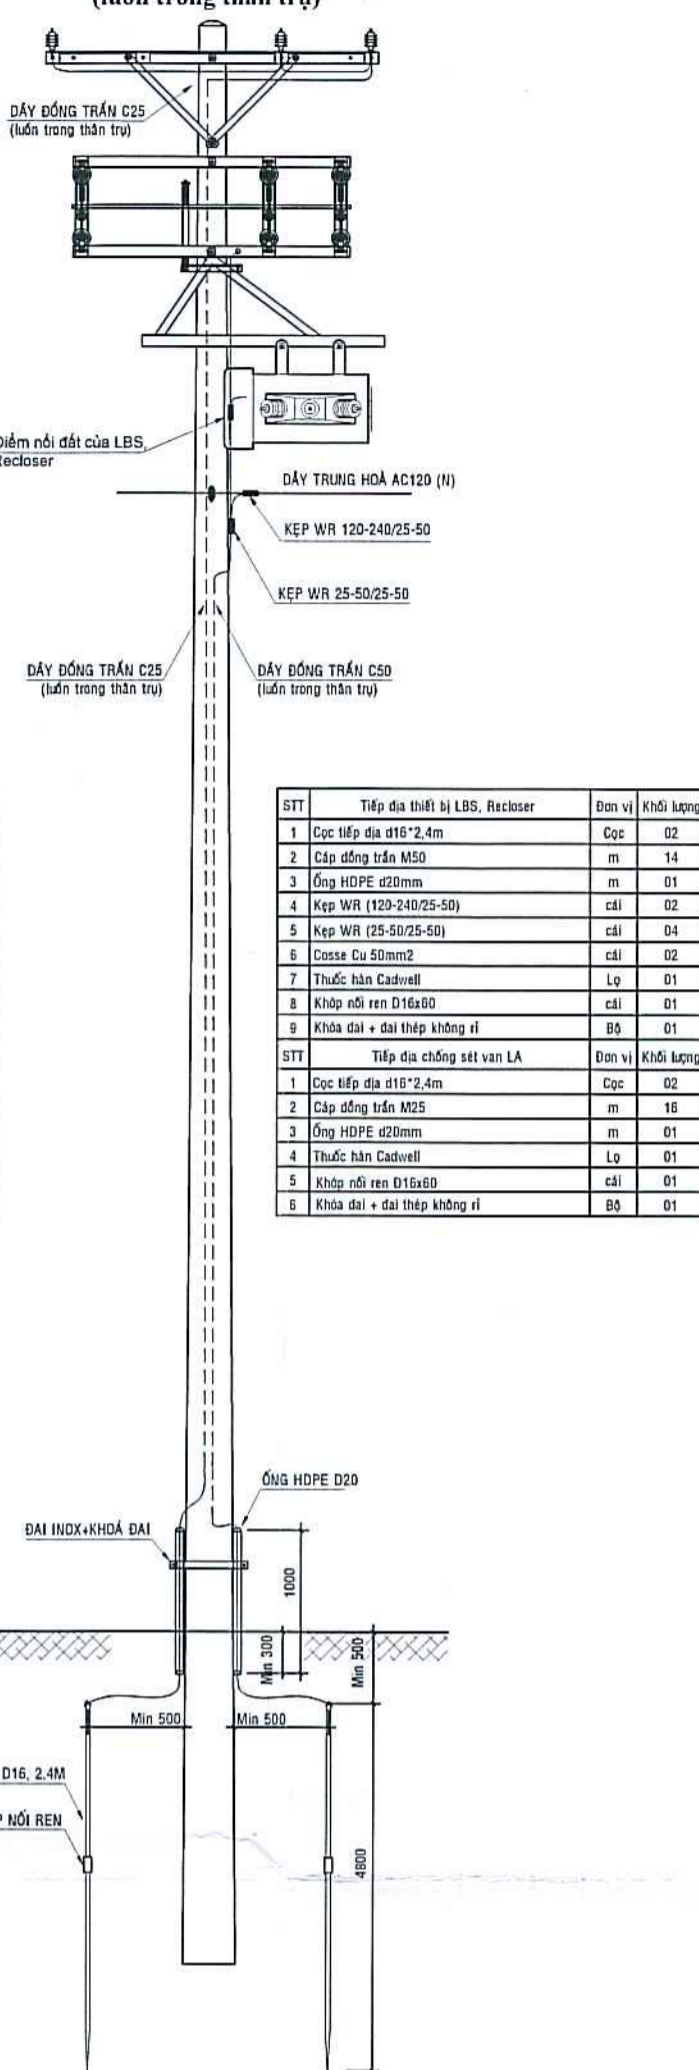 (luồn trong thân trụ)
DÂY ĐỒNG TRẦN C25
(luồn trong thân trụ)
Điểm nối đất của LBS,
Recloser
DÂY TRUNG HOÀ AC120 (N)
KẸP WR 120-240/25-50
KẸP WR 25-50/25-50
DÂY ĐỒNG TRẦN C25
(luồn trong thân trụ)
DÂY ĐỒNG TRẦN C50
(luồn trong thân trụ)
STT Tiếp địa thiết bị LBS, Recloser Đơn vị Khối lượng
1 Cọc tiếp địa d16*2,4m Cọc 02
2 Cáp đồng trần M50 m 14
3 Ống HDPE d20mm m 01
4 Kẹp WR (120-240/25-50) cái 02
5 Kẹp WR (25-50/25-50) cái 04
6 Cosse Cu 50mm2 cái 02
7 Thuốc hàn Cadwell Lọ 01
8 Khớp nối ren D16x60 cái 01
9 Khóa đai + đai thép không rỉ Bộ 01
STT Tiếp địa chống sét van LA Đơn vị Khối lượng
1 Cọc tiếp địa d16*2,4m Cọc 02
2 Cáp đồng trần M25 m 16
3 Ống HDPE d20mm m 01
4 Thuốc hàn Cadwell Lọ 01
5 Khớp nối ren D16x60 cái 01
6 Khóa đai + đai thép không rỉ Bộ 01
ỐNG HDPE D20
ĐAI INOX+KHOÁ ĐAI
1000
Min 300
Min 500
Min 500
Min 500
D16, 2.4M
P NỐI REN
4800